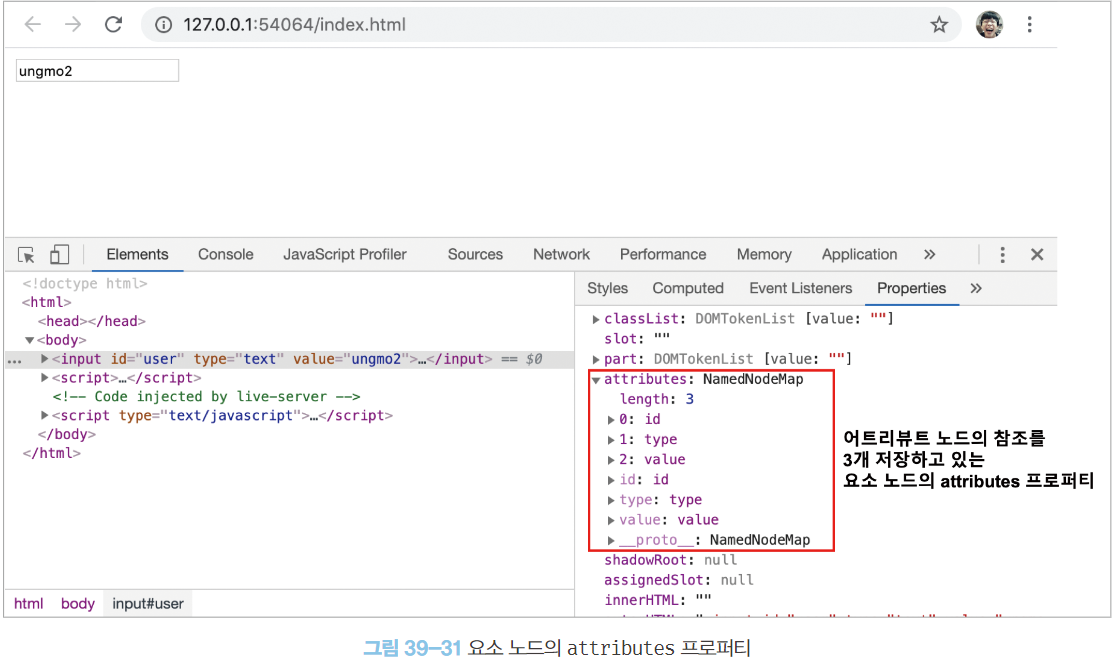 127.0.0.1:54064/index.html
ungmo2
Elements Console JavaScript Profiler Sources Network Performance Memory Application »
<!doctype html>
<html>
<head></head>
▼<body>
... ▶<input id="user" type="text" value="ungmo2">…</input> == $0
▶<script>…</script>
<!-- Code injected by live-server -->
▶<script type="text/javascript">…</script>
</body>
</html>
html body input#user
Styles Computed Event Listeners Properties »
▶classList: DOMTokenList [value: ""]
slot: ""
▶part: DOMTokenList [value: ""]
▼attributes: NamedNodeMap
length: 3
▶0: id
▶1: type
▶2: value
▶id: id
▶type: type
▶value: value
▶__proto__: NamedNodeMap
shadowRoot: null
assignedSlot: null
innerHTML: ""
어트리뷰트 노드의 참조를
3개 저장하고 있는
요소 노드의 attributes 프로퍼티
그림 39–31 요소 노드의 attributes 프로퍼티